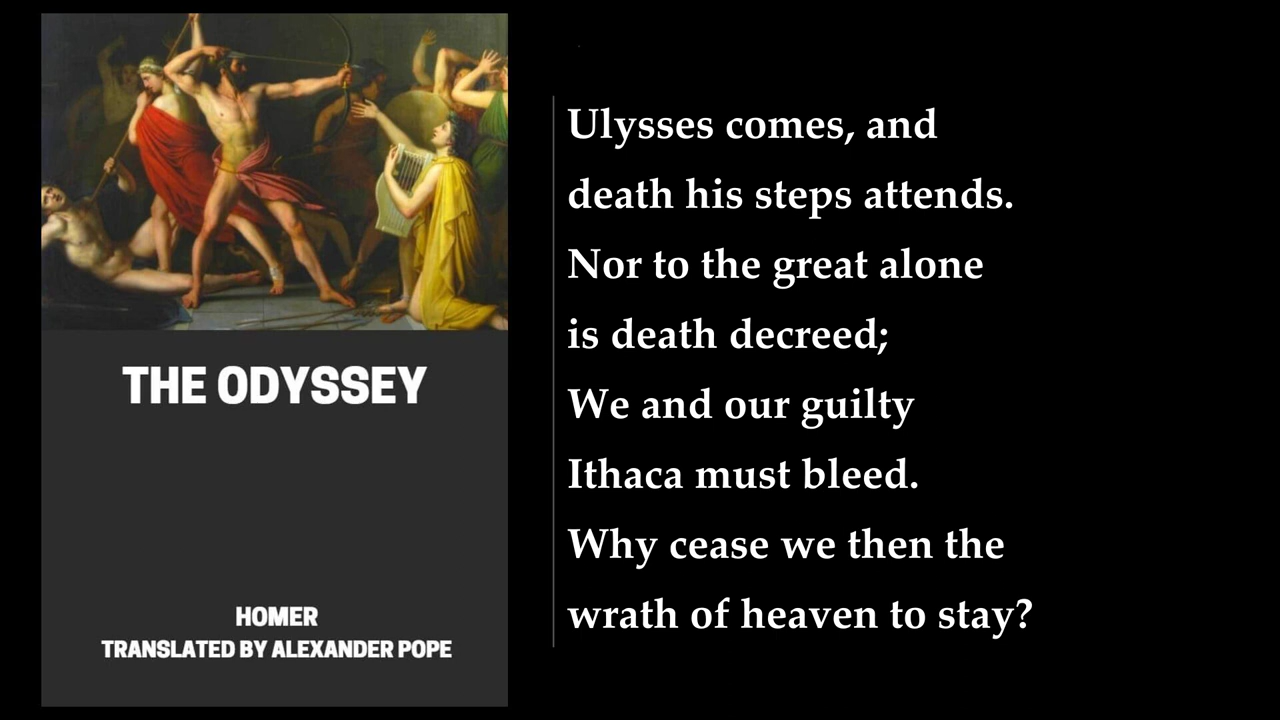 THE ODYSSEY
HOMER
TRANSLATED BY ALEXANDER POPE
Ulysses comes, and
death his steps attends.
Nor to the great alone
is death decreed;
We and our guilty
Ithaca must bleed.
Why cease we then the
wrath of heaven to stay?